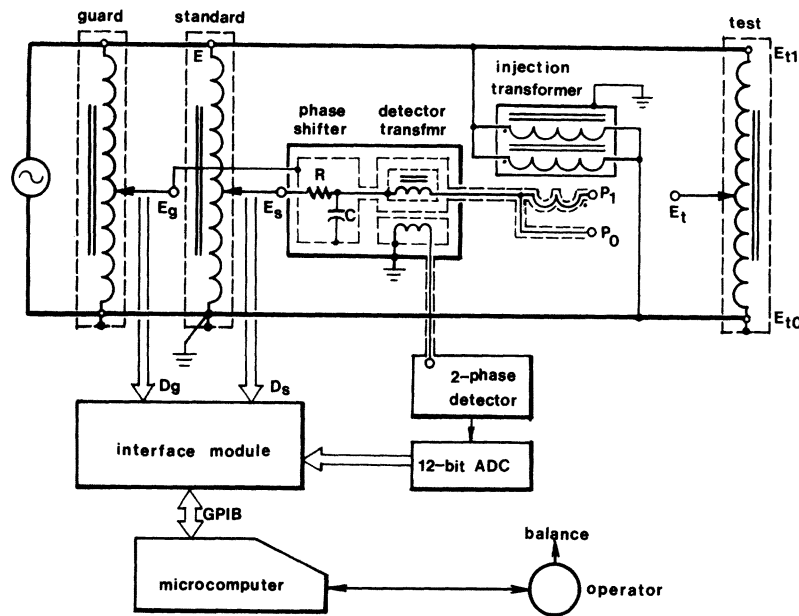 guard
standard
test
E
E_t1
injection
transformer
phase
shifter
detector
transfmr
R
C
E_g
E_s
P_1
P_0
E_t
E_t0
D_g
D_s
2-phase
detector
interface module
12-bit ADC
GPIB
balance
microcomputer
operator